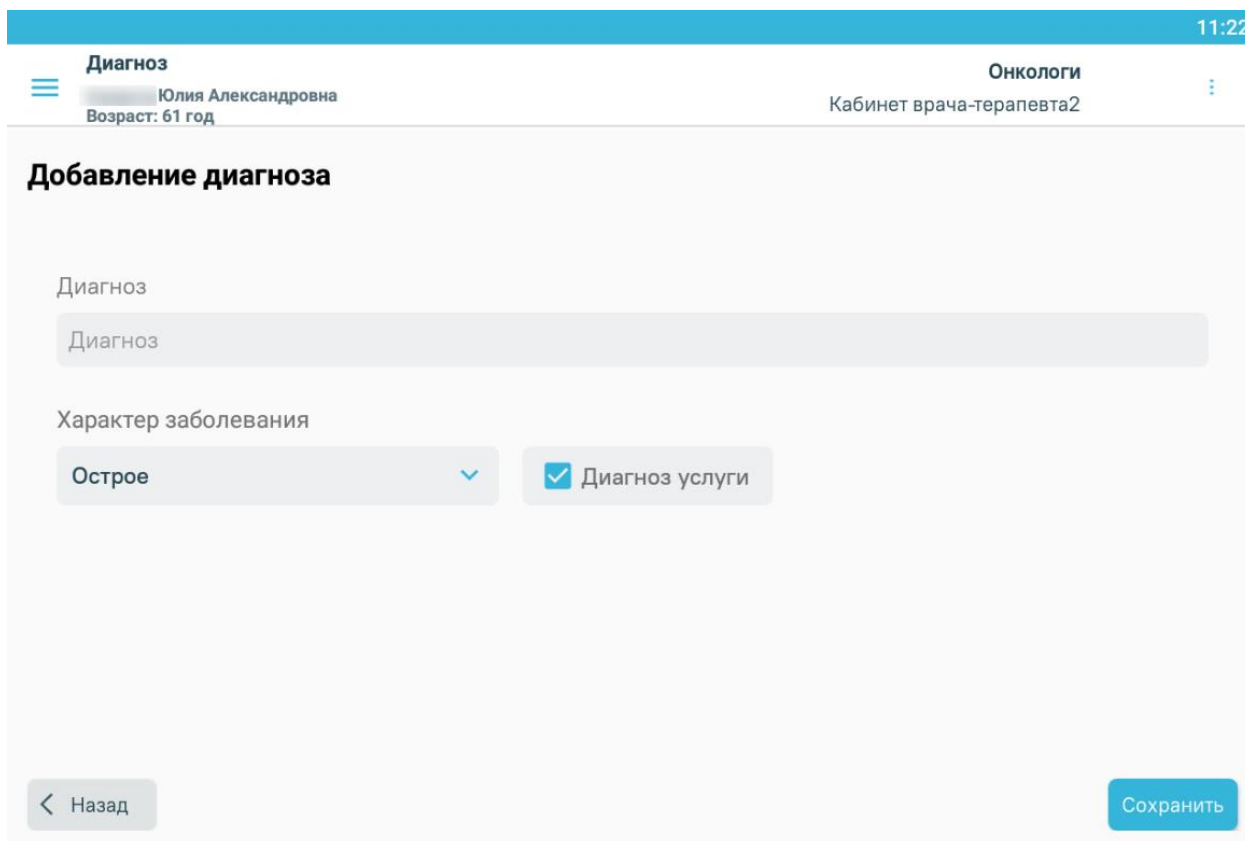 11:22
Диагноз
Юлия Александровна
Возраст: 61 год
Онкологи
Кабинет врача-терапевта2
Добавление диагноза
Диагноз
Диагноз
Характер заболевания
Острое
Диагноз услуги
Назад
Сохранить